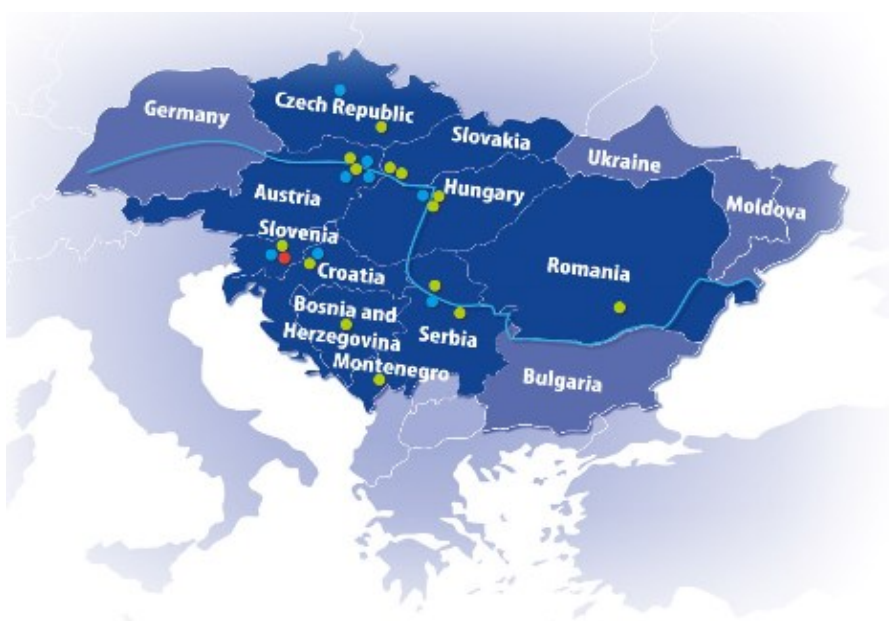 Germany
Czech Republic
Slovakia
Ukraine
Austria
Hungary
Moldova
Slovenia
Croatia
Romania
Bosnia and
Herzegovina
Serbia
Montenegro
Bulgaria